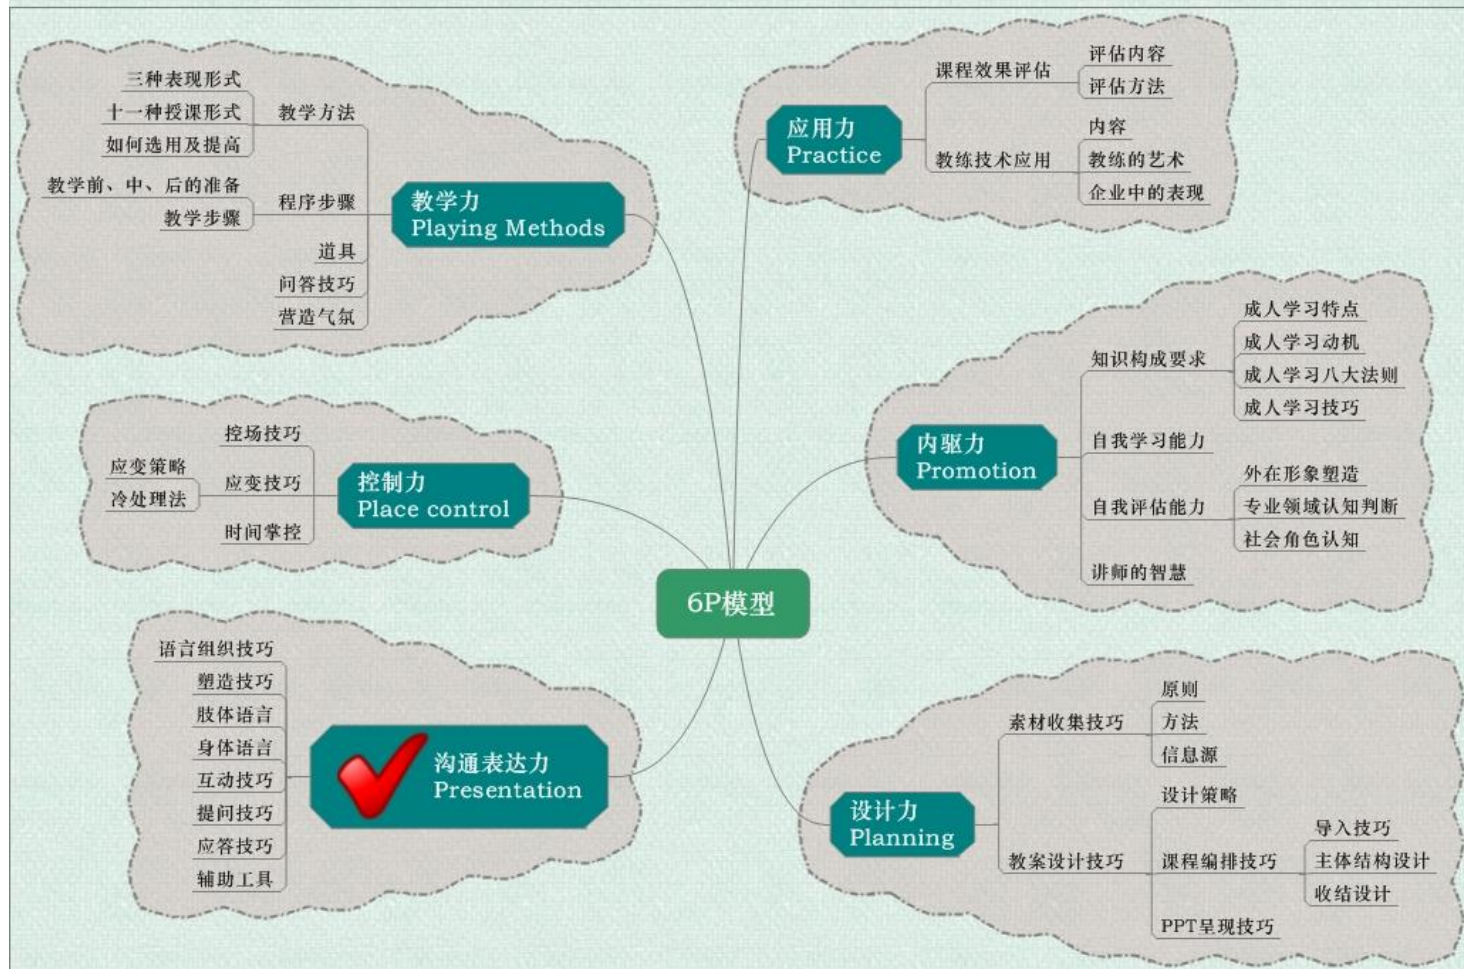 6P模型
教学力
Playing Methods
教学方法
三种表现形式
十一种授课形式
如何选用及提高
程序步骤
教学前、中、后的准备
教学步骤
道具
问答技巧
营造气氛
控制力
Place control
控场技巧
应变技巧
应变策略
冷处理法
时间掌控
沟通表达力
Presentation
语言组织技巧
塑造技巧
肢体语言
身体语言
互动技巧
提问技巧
应答技巧
辅助工具
应用力
Practice
课程效果评估
评估内容
评估方法
教练技术应用
内容
教练的艺术
企业中的表现
内驱力
Promotion
知识构成要求
成人学习特点
成人学习动机
成人学习八大法则
成人学习技巧
自我学习能力
自我评估能力
外在形象塑造
专业领域认知判断
社会角色认知
讲师的智慧
设计力
Planning
素材收集技巧
原则
方法
信息源
教案设计技巧
设计策略
课程编排技巧
导入技巧
主体结构设计
收结设计
PPT呈现技巧